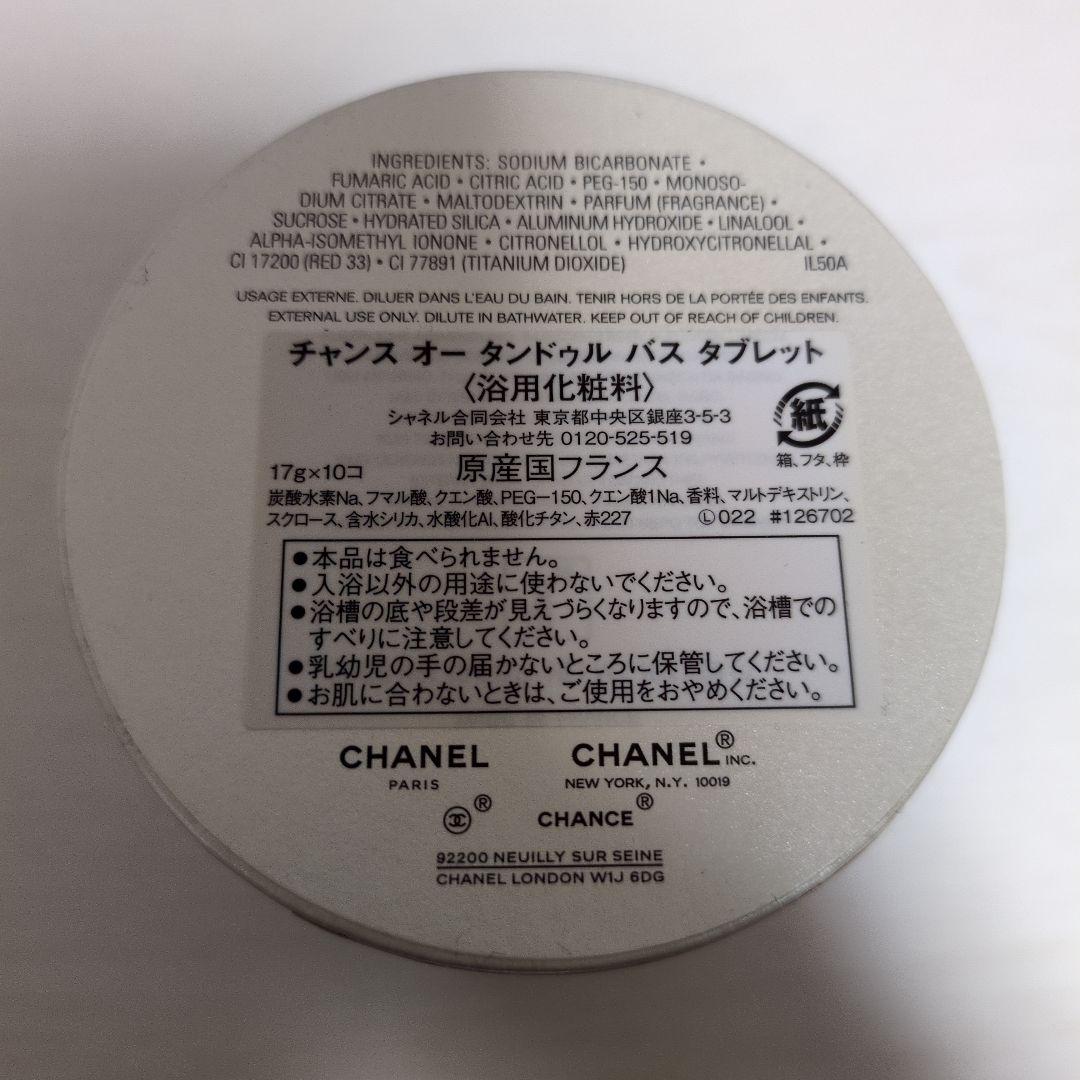 INGREDIENTS: SODIUM BICARBONATE •
FUMARIC ACID • CITRIC ACID • PEG-150 • MONOSO-
DIUM CITRATE • MALTODEXTRIN • PARFUM (FRAGRANCE) •
SUCROSE • HYDRATED SILICA • ALUMINUM HYDROXIDE • LINALOOL •
ALPHA-ISOMETHYL IONONE • CITRONELLOL • HYDROXYCITRONELLAL •
CI 17200 (RED 33) • CI 77891 (TITANIUM DIOXIDE) IL50A
USAGE EXTERNE. DILUER DANS L'EAU DU BAIN. TENIR HORS DE LA PORTÉE DES ENFANTS.
EXTERNAL USE ONLY. DILUTE IN BATHWATER. KEEP OUT OF REACH OF CHILDREN.
チャンス オー タンドゥル バス タブレット
〈浴用化粧料〉
シャネル合同会社 東京都中央区銀座3-5-3
お問い合わせ先 0120-525-519
紙
箱、フタ、枠
17g×10コ 原産国フランス
炭酸水素Na、フマル酸、クエン酸、PEG－150、クエン酸1Na、香料、マルトデキストリン、
スクロース、含水シリカ、水酸化Al、酸化チタン、赤227 Ⓛ022 #126702
●本品は食べられません。
●入浴以外の用途に使わないでください。
●浴槽の底や段差が見えづらくなりますので、浴槽での
すべりに注意してください。
●乳幼児の手の届かないところに保管してください。
●お肌に合わないときは、ご使用をおやめください。
CHANEL CHANEL® INC.
PARIS NEW YORK, N.Y. 10019
® CHANCE®
92200 NEUILLY SUR SEINE
CHANEL LONDON W1J 6DG